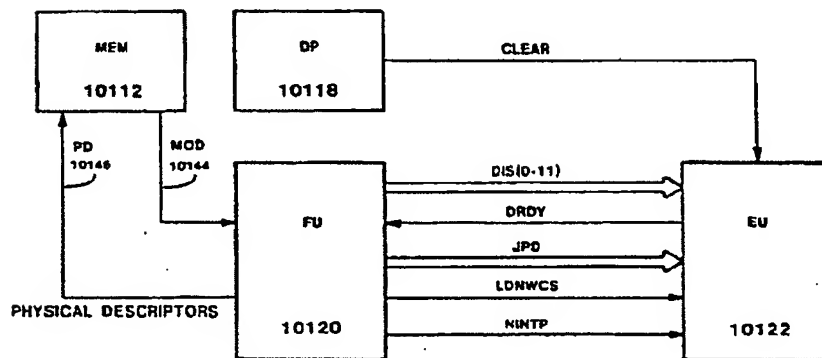 MEM
10112
DP
10118
CLEAR
PD
10146
MOD
10144
DIS(0-11)
FU
DRDY
EU
JPD
LDNWCS
PHYSICAL DESCRIPTORS
10120
NINTP
10122